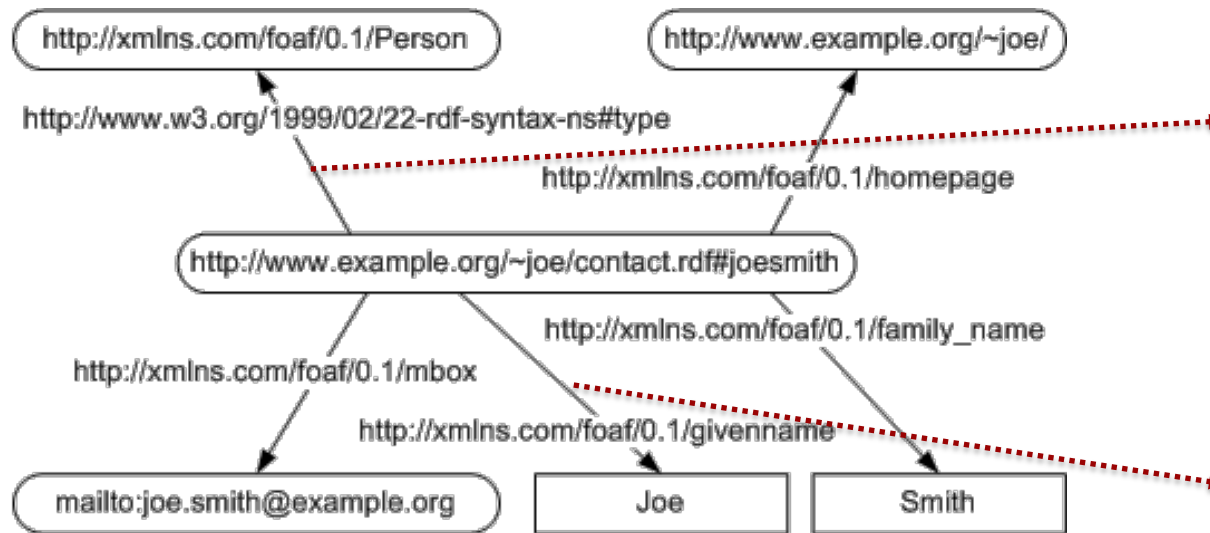 http://xmlns.com/foaf/0.1/Person
http://www.example.org/~joe/
http://www.w3.org/1999/02/22-rdf-syntax-ns#type
http://xmlns.com/foaf/0.1/homepage
http://www.example.org/~joe/contact.rdf#joesmith
http://xmlns.com/foaf/0.1/family_name
http://xmlns.com/foaf/0.1/mbox
http://xmlns.com/foaf/0.1/givenname
mailto:joe.smith@example.org
Joe
Smith